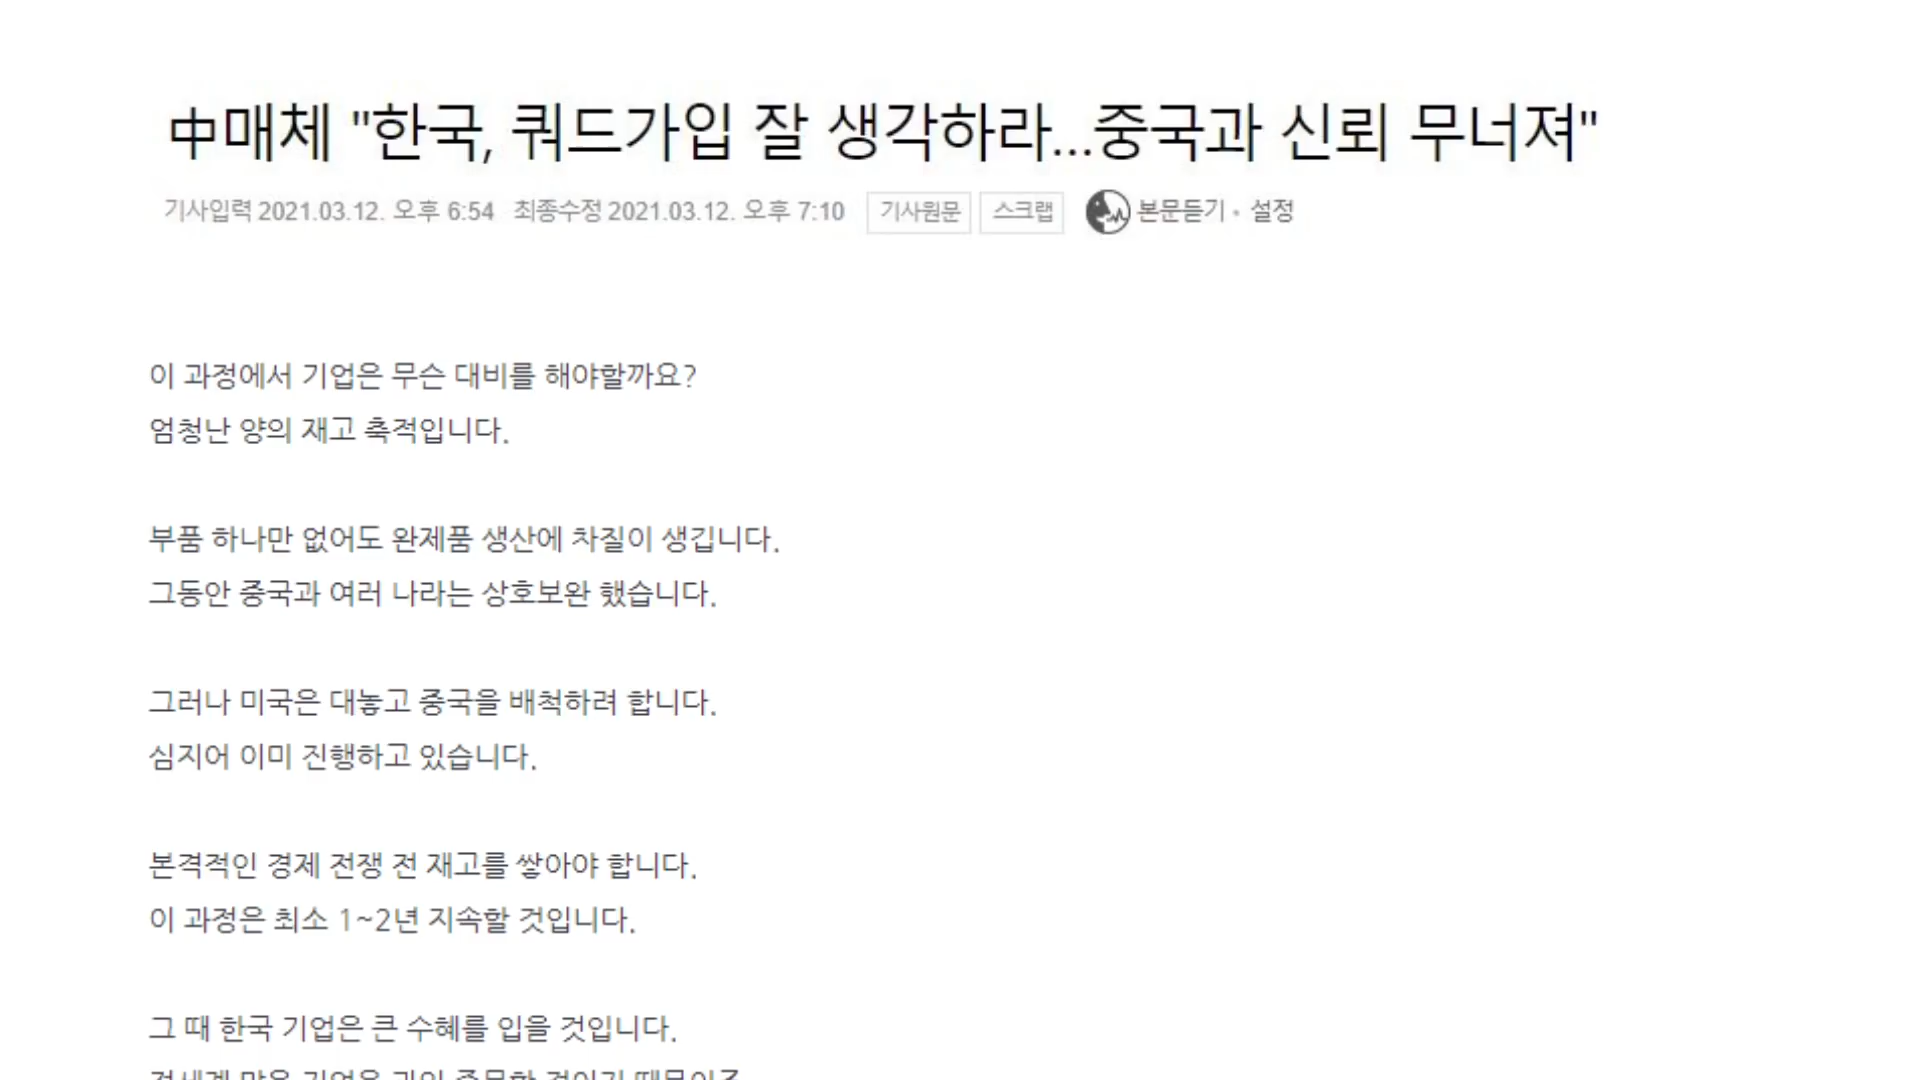 中매체 "한국, 쿼드가입 잘 생각하라...중국과 신뢰 무너져"
기사입력 2021.03.12. 오후 6:54 최종수정 2021.03.12. 오후 7:10 기사원문 스크랩 본문듣기 · 설정
이 과정에서 기업은 무슨 대비를 해야할까요?
엄청난 양의 재고 축적입니다.
부품 하나만 없어도 완제품 생산에 차질이 생깁니다.
그동안 중국과 여러 나라는 상호보완 했습니다.
그러나 미국은 대놓고 중국을 배척하려 합니다.
심지어 이미 진행하고 있습니다.
본격적인 경제 전쟁 전 재고를 쌓아야 합니다.
이 과정은 최소 1~2년 지속할 것입니다.
그 때 한국 기업은 큰 수혜를 입을 것입니다.